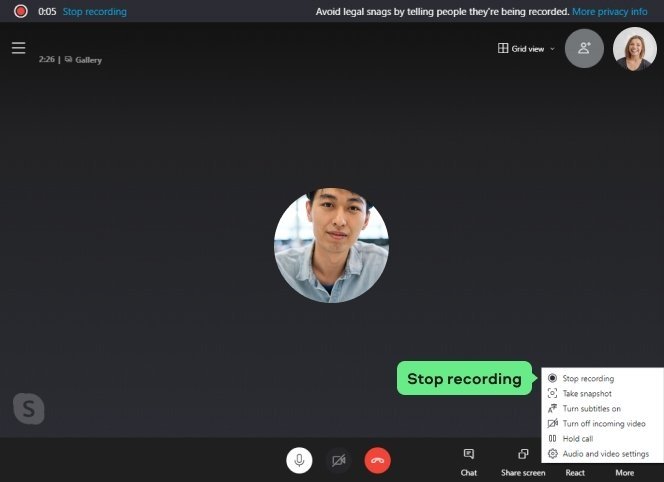 0:05 Stop recording
Avoid legal snags by telling people they're being recorded. More privacy info
Grid view
2:26 | Gallery
Stop recording
Stop recording
Take snapshot
Turn subtitles on
Turn off incoming video
Hold call
Audio and video settings
S
Chat
Share screen
React
More